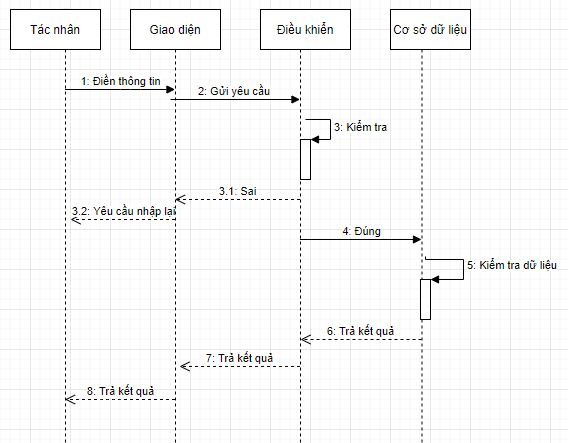 Tác nhân
Giao diện
Điều khiển
Cơ sở dữ liệu
1: Điền thông tin
2: Gửi yêu cầu
3: Kiểm tra
3.1: Sai
3.2: Yêu cầu nhập lại
4: Đúng
5: Kiểm tra dữ liệu
6: Trả kết quả
7: Trả kết quả
8: Trả kết quả